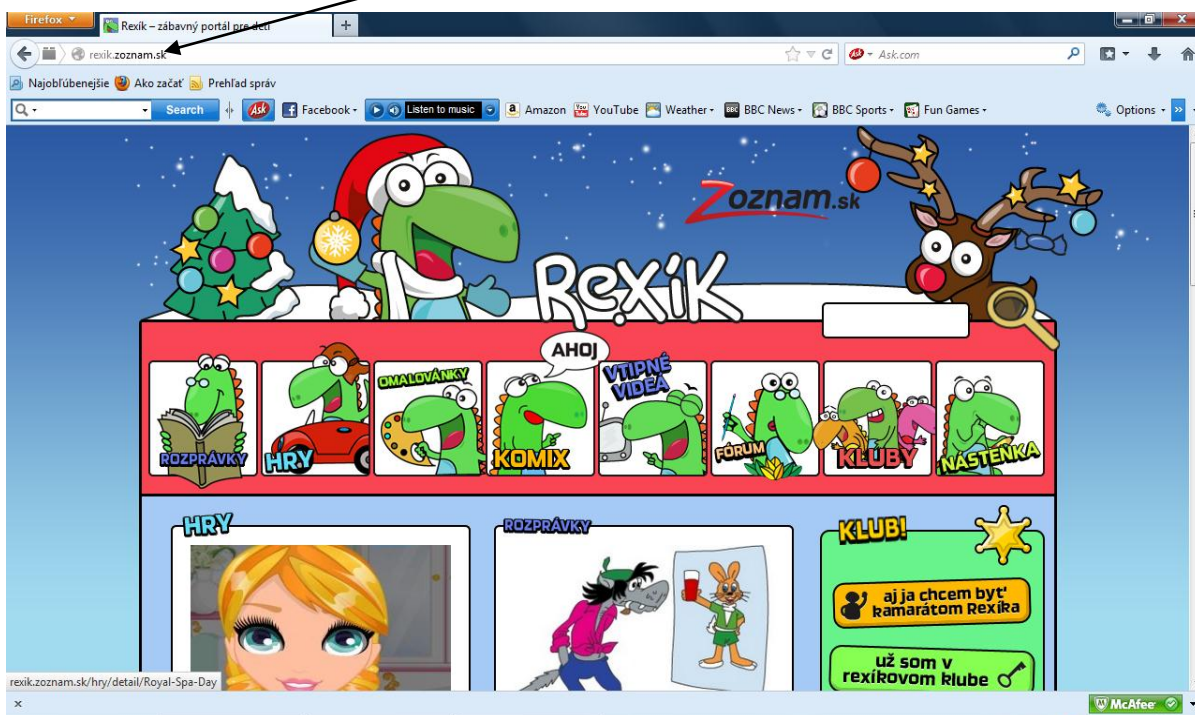 Firefox
Rexík – zábavný portál pre deti
rexik.zoznam.sk
Ask Ask.com
Najobľúbenejšie Ako začať Prehľad správ
Search Ask Facebook Listen to music Amazon YouTube Weather BBC BBC News BBC Sports Fun Games Options
Zoznam.sk
Rexík
AHOJ
ROZPRÁVKY
HRY
OMALOVÁNKY
KOMIX
VTIPNÉ
VIDEÁ
FÓRUM
KLUBY
NÁSTENKA
HRY
ROZPRÁVKY
KLUB!
aj ja chcem byť
kamarátom Rexíka
už som v
rexíkovom klube
rexik.zoznam.sk/hry/detail/Royal-Spa-Day
McAfee